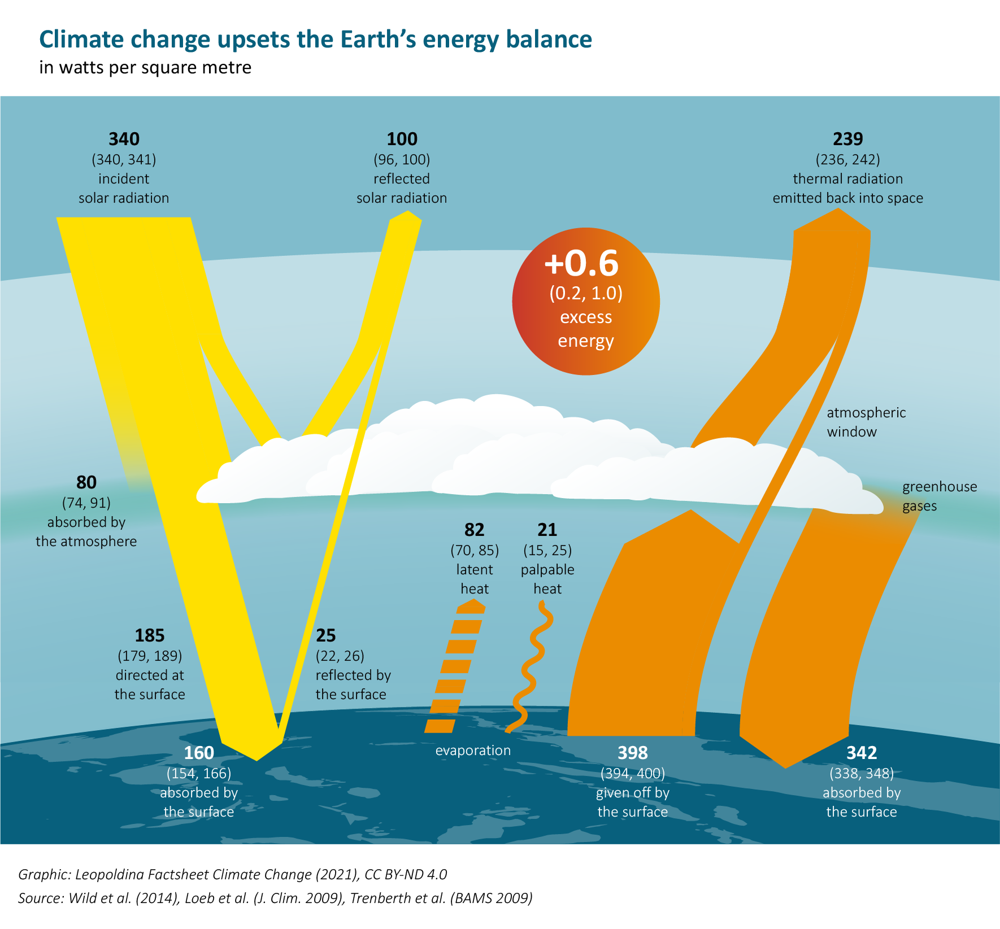 Climate change upsets the Earth’s energy balance
in watts per square metre
340
(340, 341)
incident
solar radiation
100
(96, 100)
reflected
solar radiation
239
(236, 242)
thermal radiation
emitted back into space
+0.6
(0.2, 1.0)
excess
energy
atmospheric
window
80
(74, 91)
absorbed by
the atmosphere
greenhouse
gases
82
(70, 85)
latent
heat
21
(15, 25)
palpable
heat
185
(179, 189)
directed at
the surface
25
(22, 26)
reflected by
the surface
160
(154, 166)
absorbed by
the surface
evaporation
398
(394, 400)
given off by
the surface
342
(338, 348)
absorbed by
the surface
Graphic: Leopoldina Factsheet Climate Change (2021), CC BY-ND 4.0
Source: Wild et al. (2014), Loeb et al. (J. Clim. 2009), Trenberth et al. (BAMS 2009)